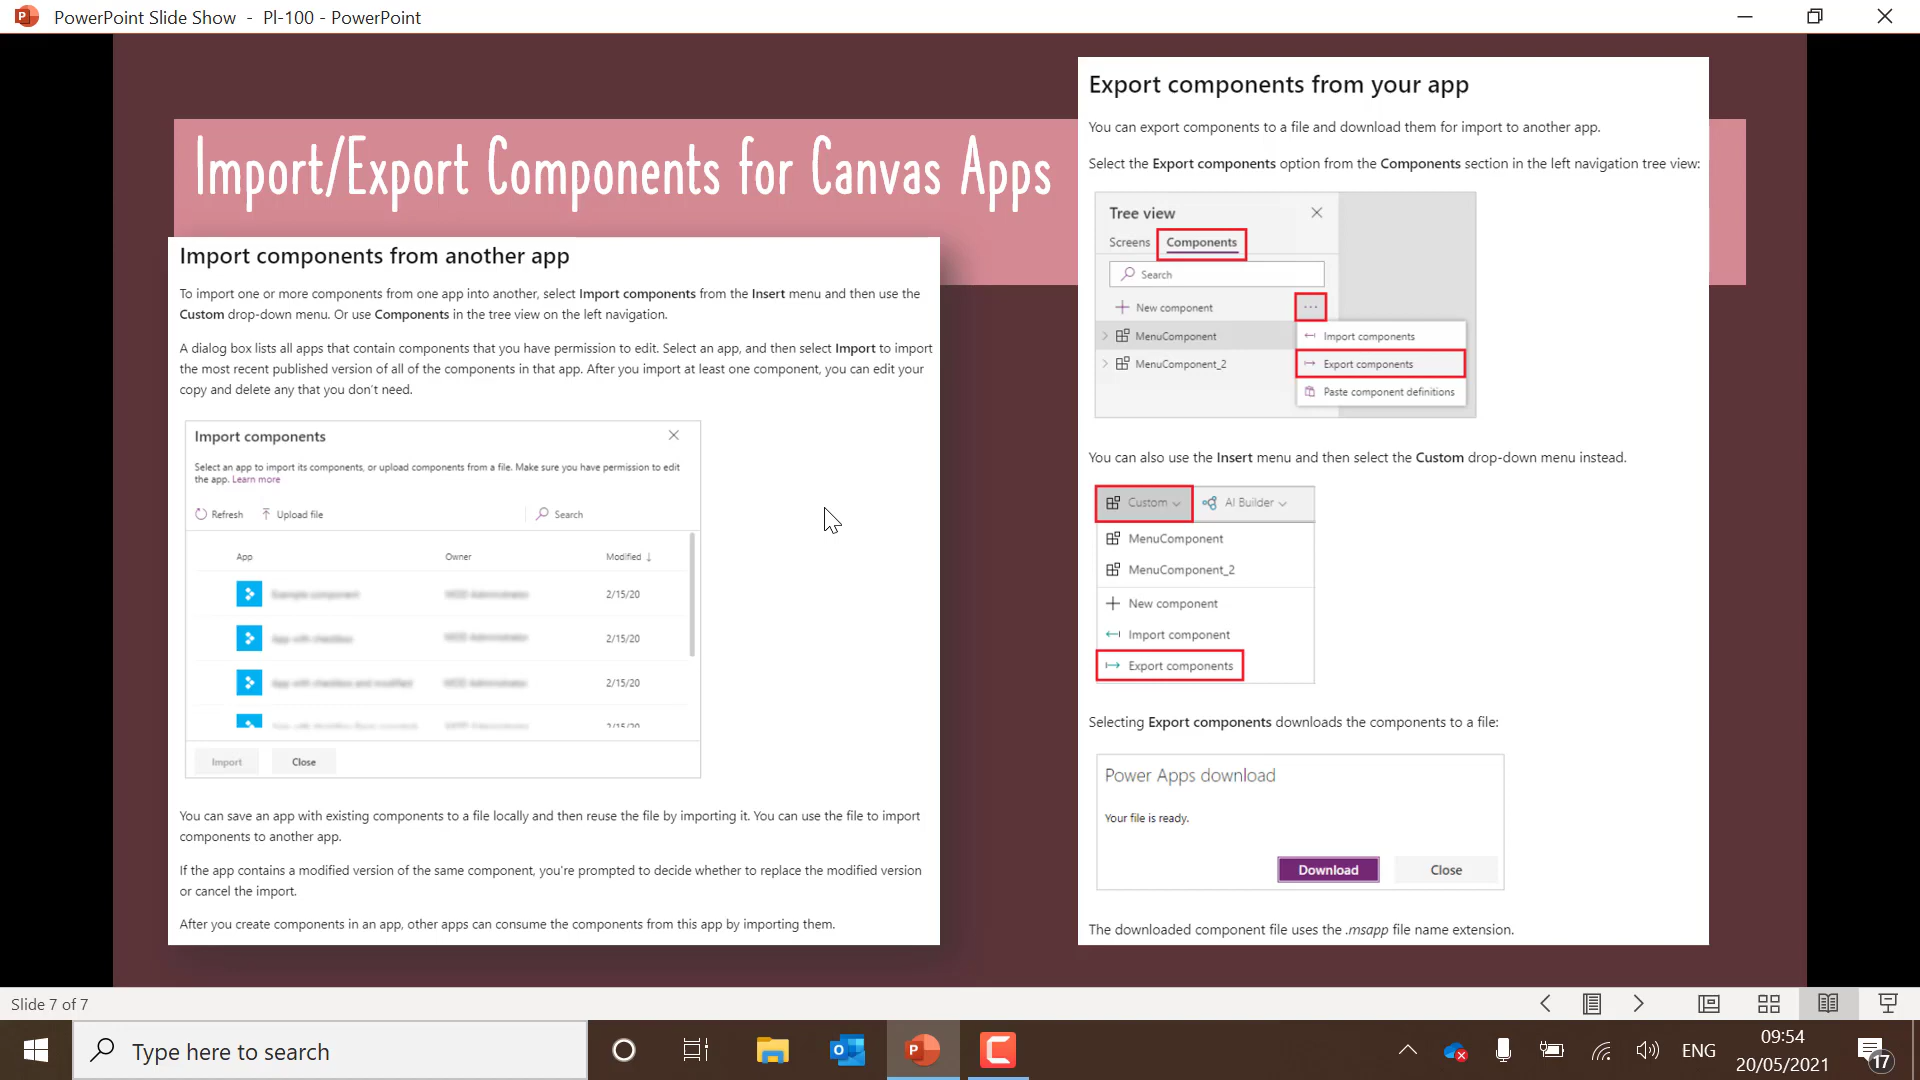 PowerPoint Slide Show - Pl-100 - PowerPoint
Import/Export Components for Canvas Apps
Import components from another app
To import one or more components from one app into another, select Import components from the Insert menu and then use the
Custom drop-down menu. Or use Components in the tree view on the left navigation.
A dialog box lists all apps that contain components that you have permission to edit. Select an app, and then select Import to import
the most recent published version of all of the components in that app. After you import at least one component, you can edit your
copy and delete any that you don't need.
Import components
Select an app to import its components, or upload components from a file. Make sure you have permission to edit
the app. Learn more
Refresh Upload file Search
App Owner Modified ↓
2/15/20
2/15/20
2/15/20
2/15/20
Import Close
You can save an app with existing components to a file locally and then reuse the file by importing it. You can use the file to import
components to another app.
If the app contains a modified version of the same component, you're prompted to decide whether to replace the modified version
or cancel the import.
After you create components in an app, other apps can consume the components from this app by importing them.
Export components from your app
You can export components to a file and download them for import to another app.
Select the Export components option from the Components section in the left navigation tree view:
Tree view
Screens Components
Search
New component ...
MenuComponent Import components
MenuComponent_2 Export components
Paste component definitions
You can also use the Insert menu and then select the Custom drop-down menu instead.
Custom AI Builder
MenuComponent
MenuComponent_2
New component
Import component
Export components
Selecting Export components downloads the components to a file:
Power Apps download
Your file is ready.
Download Close
The downloaded component file uses the .msapp file name extension.
Slide 7 of 7
Type here to search
ENG
09:54
20/05/2021
17